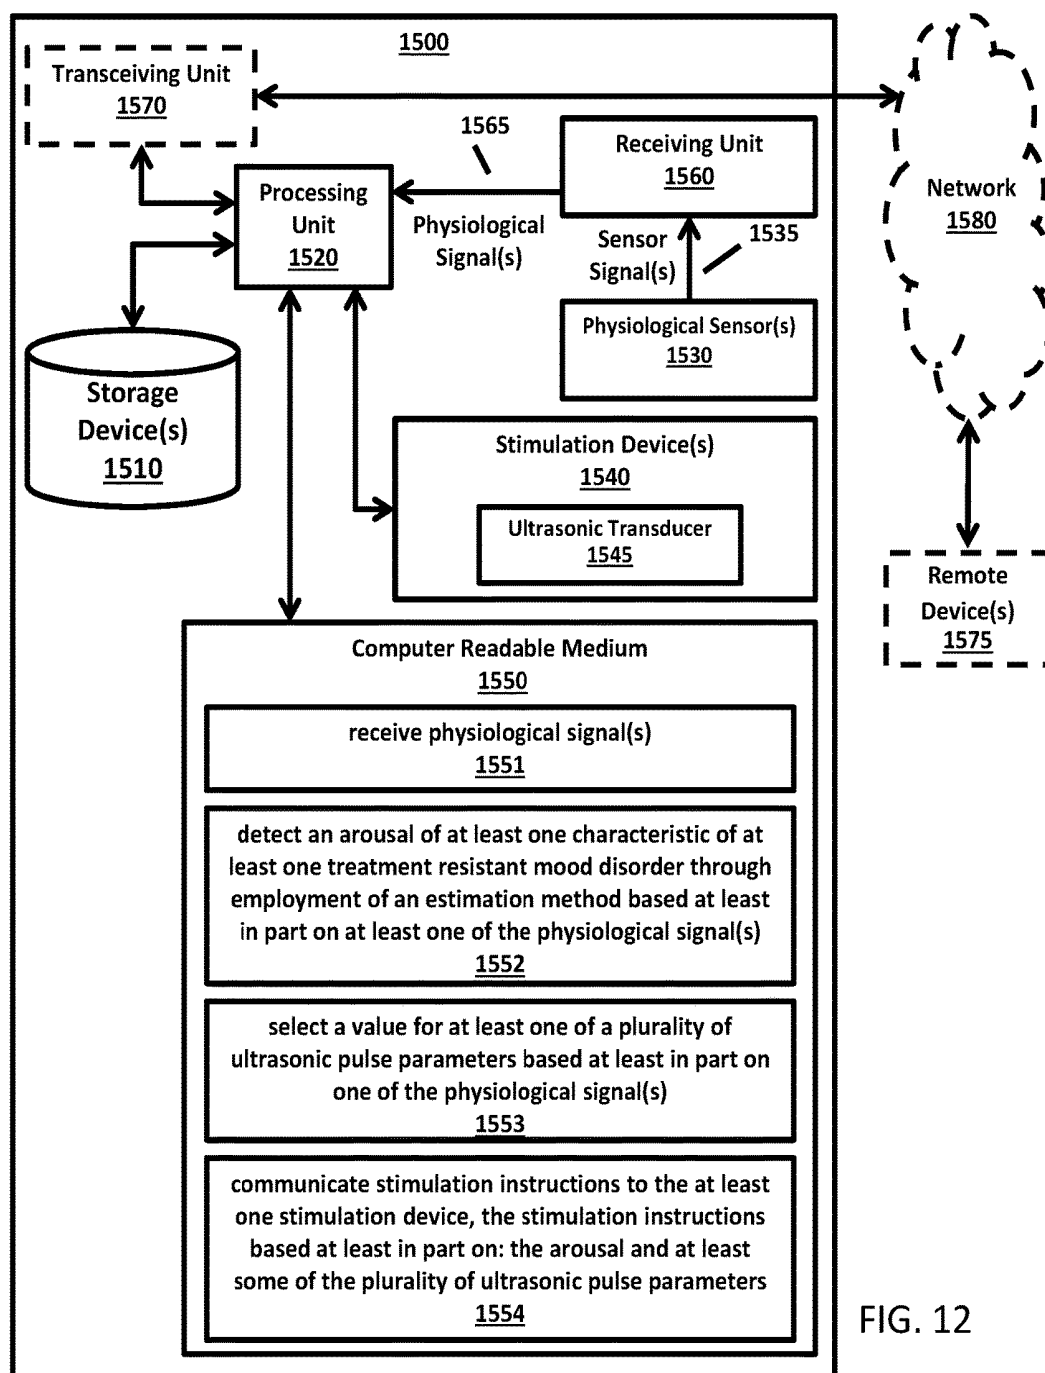 1500
Transceiving Unit
1570
1565
Receiving Unit
1560
Network
1580
Processing
Unit
1520
Physiological
Signal(s)
Sensor
Signal(s)
1535
Physiological Sensor(s)
1530
Storage
Device(s)
1510
Stimulation Device(s)
1540
Ultrasonic Transducer
1545
Remote
Device(s)
1575
Computer Readable Medium
1550
receive physiological signal(s)
1551
detect an arousal of at least one characteristic of at
least one treatment resistant mood disorder through
employment of an estimation method based at least
in part on at least one of the physiological signal(s)
1552
select a value for at least one of a plurality of
ultrasonic pulse parameters based at least in part on
one of the physiological signal(s)
1553
communicate stimulation instructions to the at least
one stimulation device, the stimulation instructions
based at least in part on: the arousal and at least
some of the plurality of ultrasonic pulse parameters
1554
FIG. 12